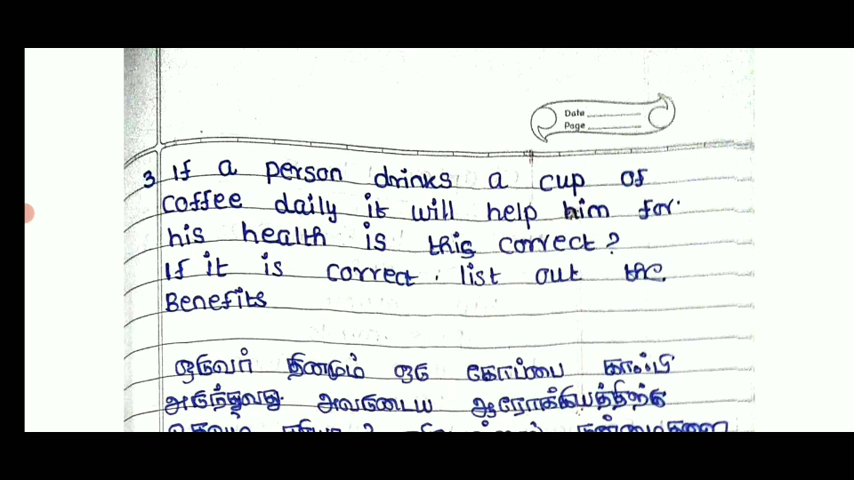 Date
Page
3 If a person drinks a cup of
coffee daily it will help him for
his health is this correct?
If it is correct. list out the
Benefits
ஒருவர் தினமும் ஒரு கோப்பை காப்பி
அருந்துவது அவருடைய ஆரோக்கியத்திற்கு